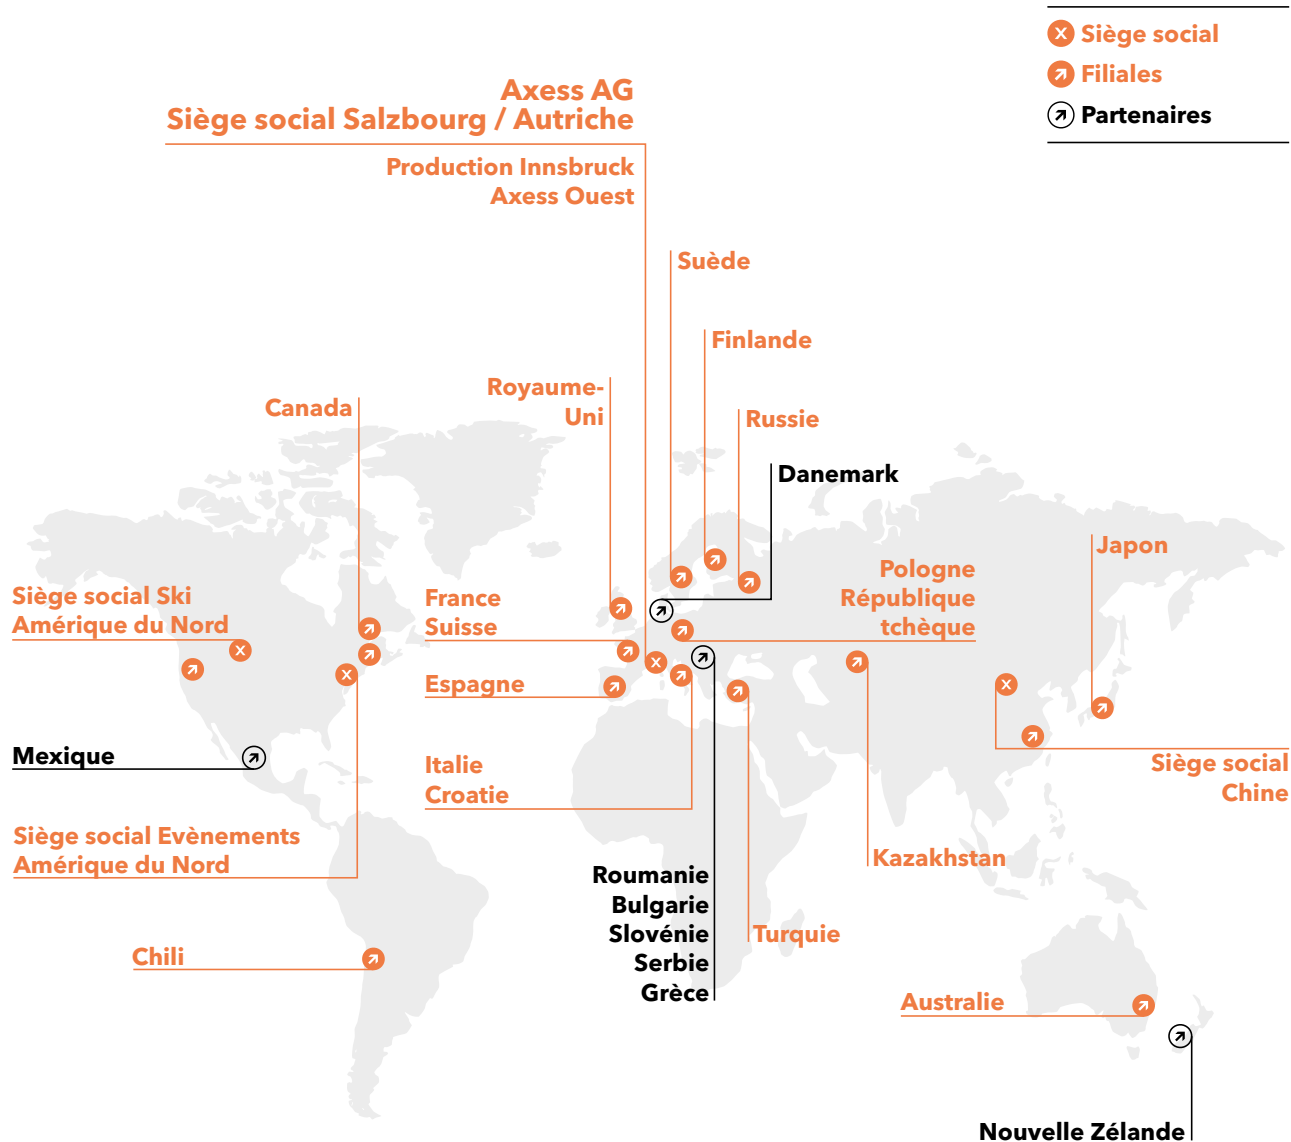 Siège social
Filiales
Partenaires
Axess AG
Siège social Salzbourg / Autriche
Production Innsbruck
Axess Ouest
Suède
Finlande
Royaume-
Uni
Canada
Russie
Danemark
Japon
Pologne
République
tchèque
Siège social Ski
Amérique du Nord
France
Suisse
Espagne
Mexique
Italie
Croatie
Siège social
Chine
Siège social Evènements
Amérique du Nord
Kazakhstan
Roumanie
Bulgarie
Slovénie
Serbie
Grèce
Turquie
Chili
Australie
Nouvelle Zélande